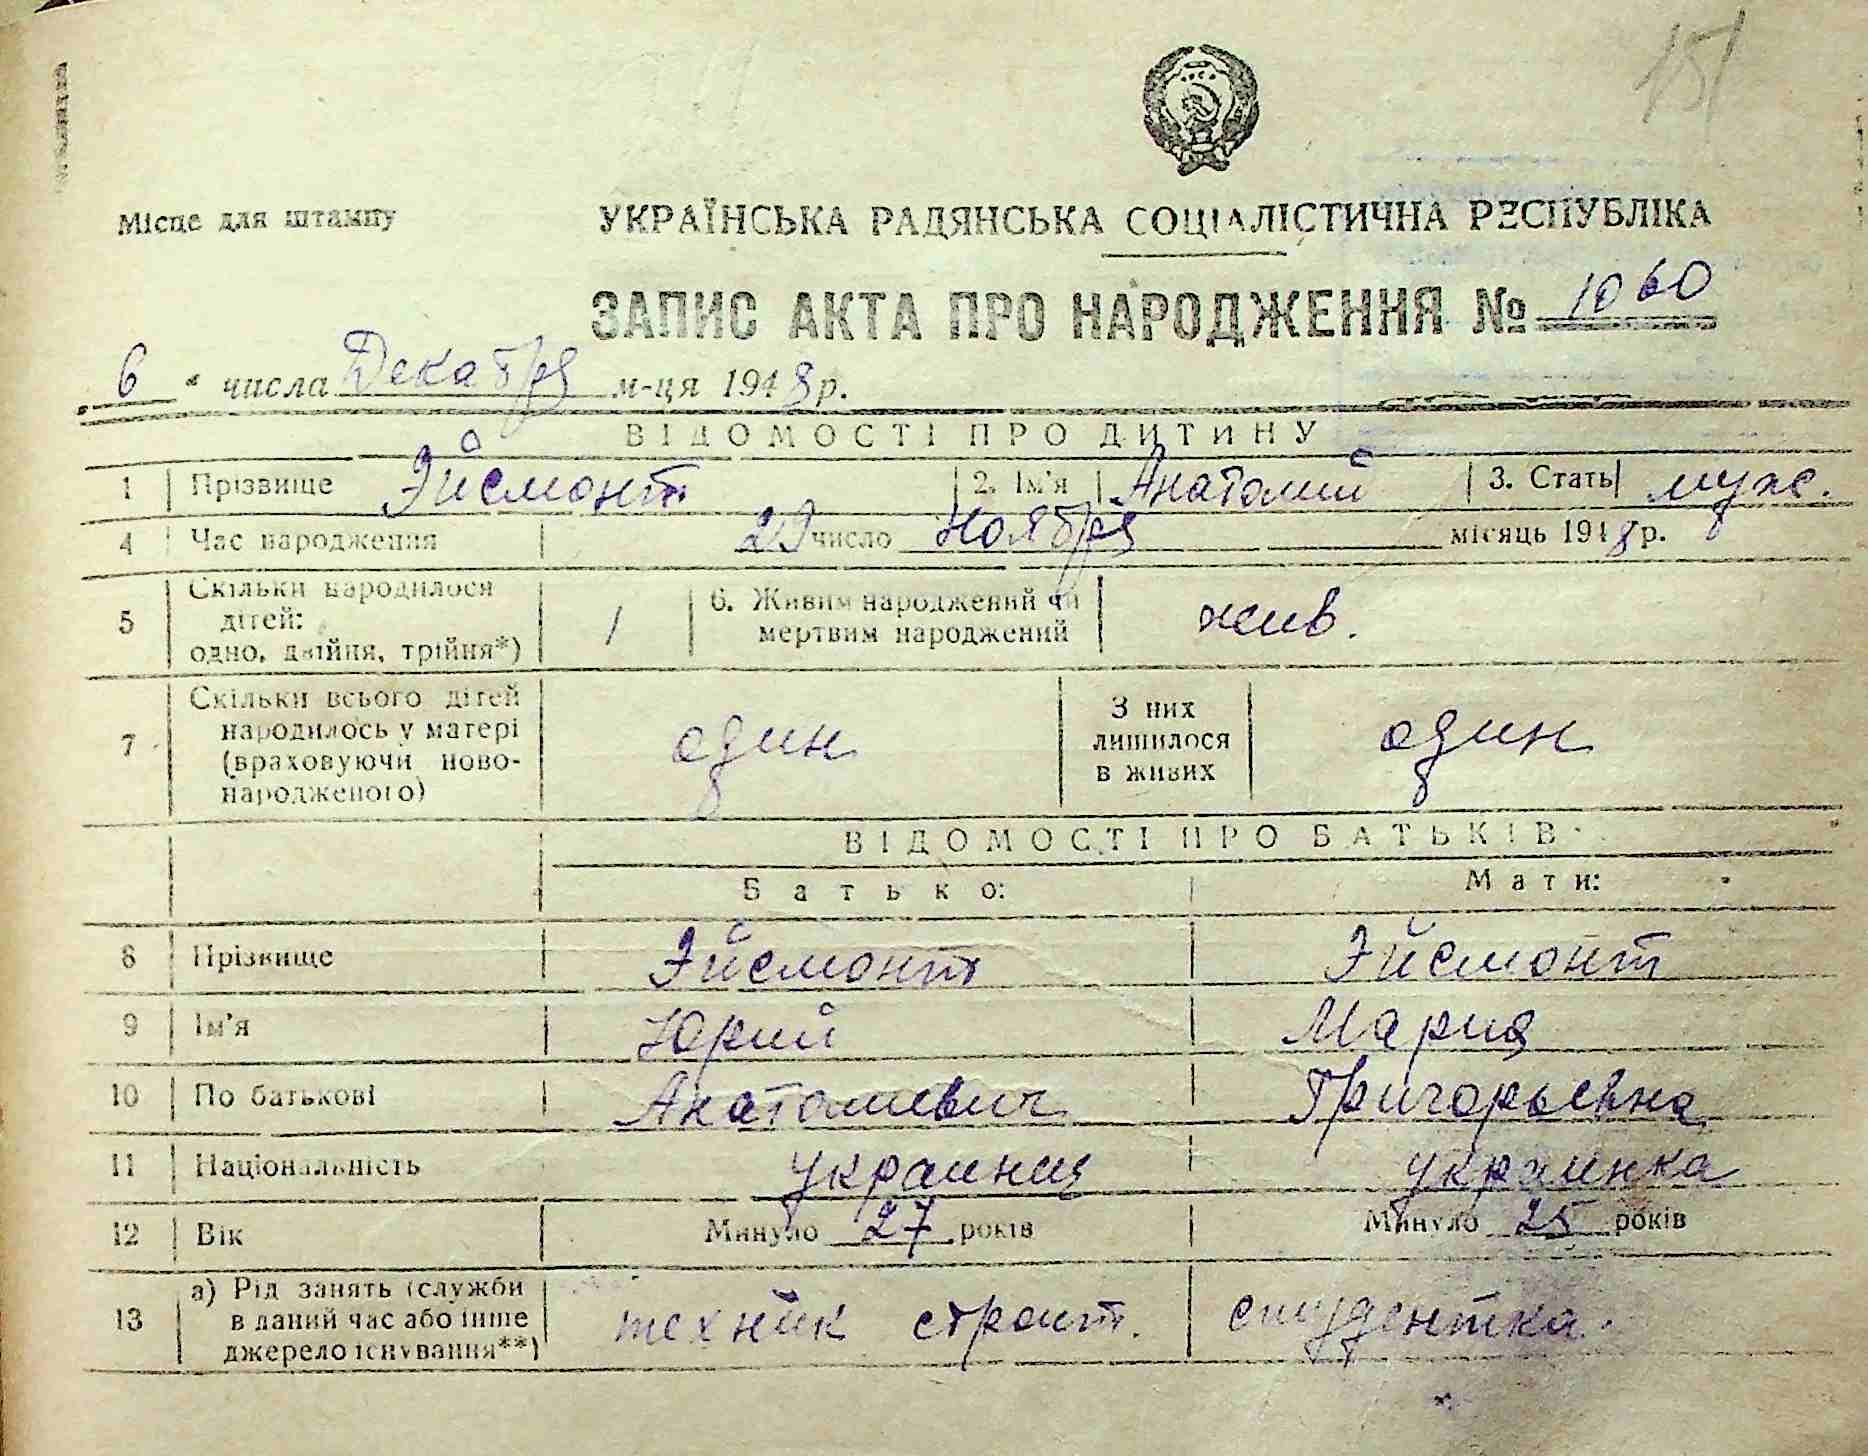 151
Місце для штампу
УКРАЇНСЬКА РАДЯНСЬКА СОЦІАЛІСТИЧНА РЕСПУБЛІКА
ЗАПИС АКТА ПРО НАРОДЖЕННЯ № 1060
6 " числа Декабря м-ця 1948 р.
ВІДОМОСТІ ПРО ДИТИНУ
1 Прізвище Эйсмонт 2. Ім'я Анатолий 3. Стать муж.
4 Час народження 29 число Ноября місяць 1948 р.
5 Скільки народилося дітей: одно, двійня, трійня*) 1 6. Живим народжений чи мертвим народжений жив.
7 Скільки всього дітей народилось у матері (враховуючи ново-народженого) один З них лишилося в живих один
ВІДОМОСТІ ПРО БАТЬКІВ
Батько: Мати:
8 Прізвище Эйсмонт Эйсмонт
9 Ім'я Юрий Мария
10 По батькові Анатолиевич Григорьевна
11 Національність украинец украинка
12 Вік Минуло 27 років Минуло 25 років
13 а) Рід занять (служби в даний час або інше джерело існування**) техник строит. студентка.